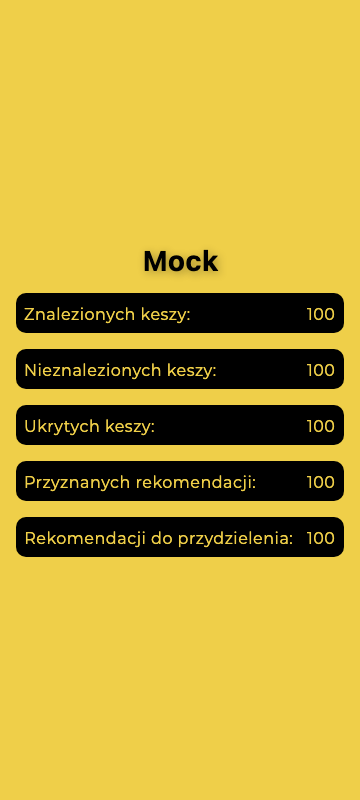 Mock
Znalezionych keszy: 100
Nieznalezionych keszy: 100
Ukrytych keszy: 100
Przyznanych rekomendacji: 100
Rekomendacji do przydzielenia: 100